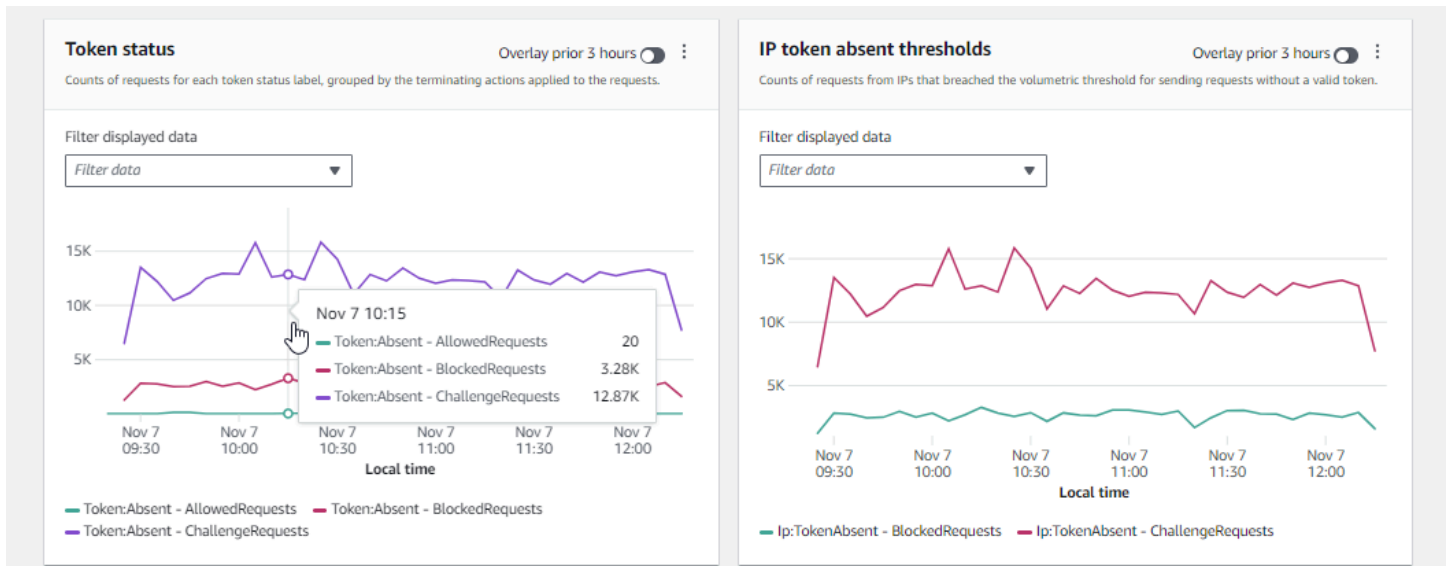 Token status
Overlay prior 3 hours
Counts of requests for each token status label, grouped by the terminating actions applied to the requests.
Filter displayed data
Filter data
15K
10K
5K
Nov 7 10:15
Token:Absent - AllowedRequests 20
Token:Absent - BlockedRequests 3.28K
Token:Absent - ChallengeRequests 12.87K
Nov 7 Nov 7 Nov 7 Nov 7 Nov 7 Nov 7
09:30 10:00 10:30 11:00 11:30 12:00
Local time
Token:Absent - AllowedRequests Token:Absent - BlockedRequests
Token:Absent - ChallengeRequests
IP token absent thresholds
Overlay prior 3 hours
Counts of requests from IPs that breached the volumetric threshold for sending requests without a valid token.
Filter displayed data
Filter data
15K
10K
5K
Nov 7 Nov 7 Nov 7 Nov 7 Nov 7 Nov 7
09:30 10:00 10:30 11:00 11:30 12:00
Local time
Ip:TokenAbsent - BlockedRequests Ip:TokenAbsent - ChallengeRequests